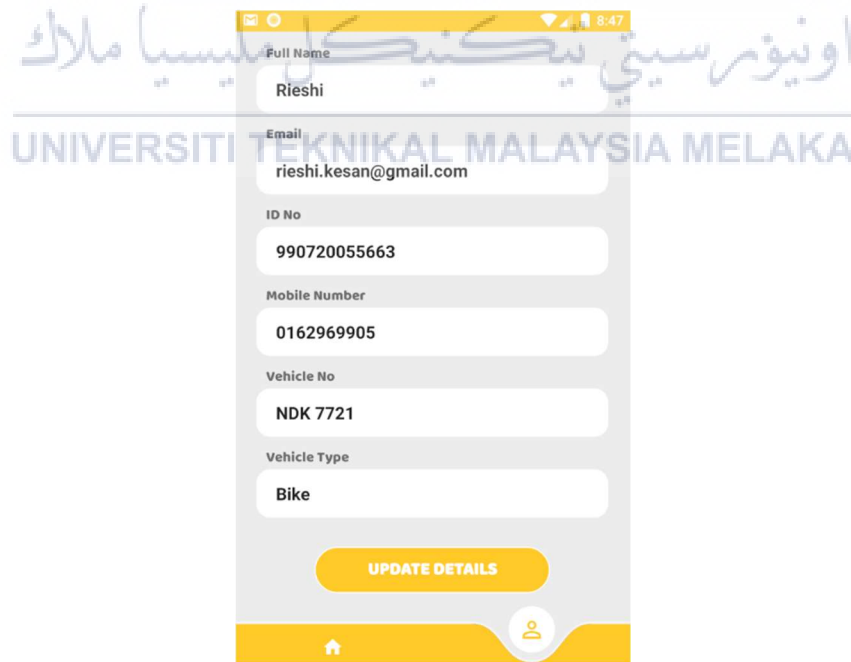 8:47
اونيۏرسيتي تيكنيكل مليسيا ملاك
Full Name
Rieshi
Email
UNIVERSITI TEKNIKAL MALAYSIA MELAKA
rieshi.kesan@gmail.com
ID No
990720055663
Mobile Number
0162969905
Vehicle No
NDK 7721
Vehicle Type
Bike
UPDATE DETAILS